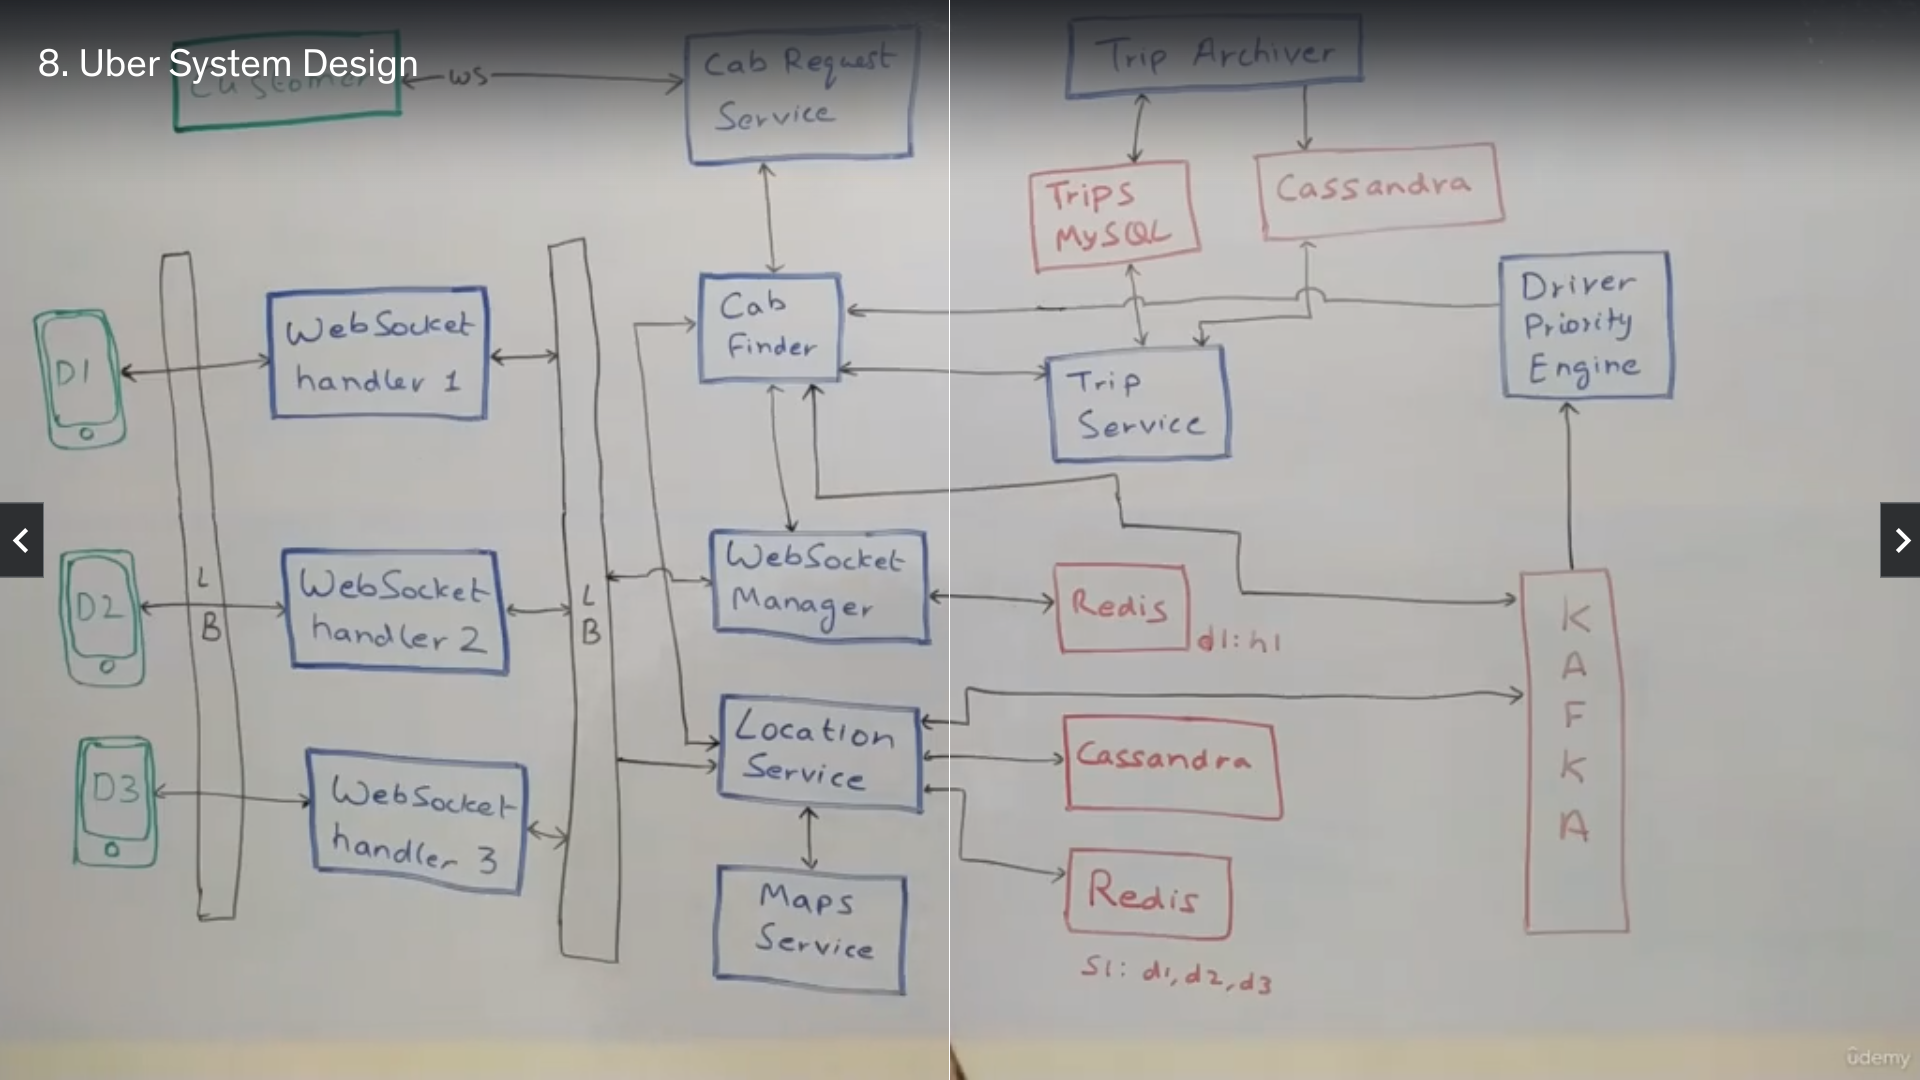 8. Uber System Design
Customer
WS
Cab Request
Service
Trip Archiver
Trips
MySQL
Cassandra
Driver
Priority
Engine
D1
WebSocket
handler 1
Cab
Finder
Trip
Service
D2
L
B
WebSocket
handler 2
L
B
WebSocket
Manager
Redis
d1:h1
K
A
F
K
A
D3
WebSocket
handler 3
Location
Service
Cassandra
Maps
Service
Redis
S1: d1,d2,d3
ûdemy